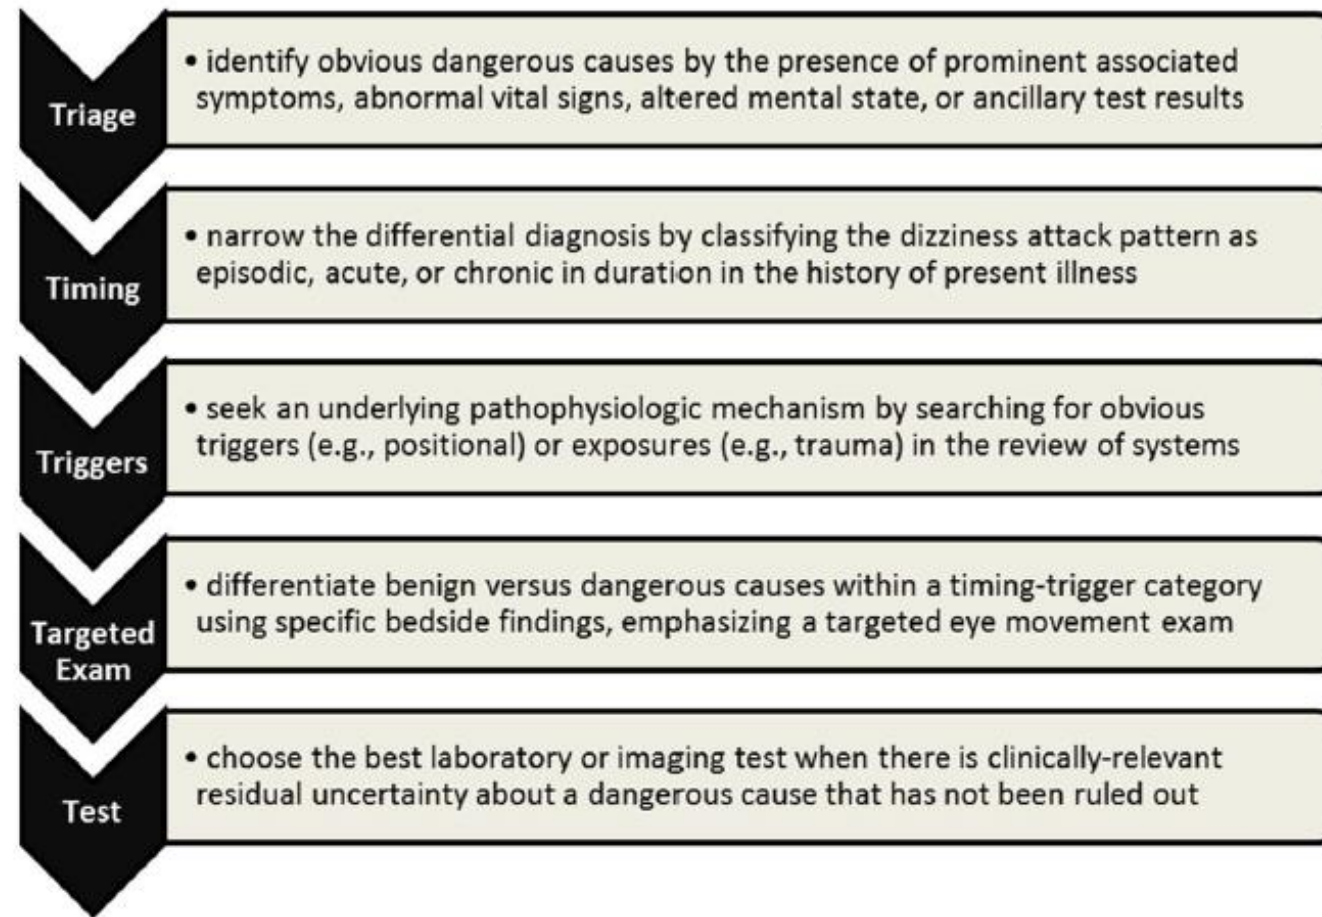 Triage
• identify obvious dangerous causes by the presence of prominent associated
symptoms, abnormal vital signs, altered mental state, or ancillary test results
Timing
• narrow the differential diagnosis by classifying the dizziness attack pattern as
episodic, acute, or chronic in duration in the history of present illness
Triggers
• seek an underlying pathophysiologic mechanism by searching for obvious
triggers (e.g., positional) or exposures (e.g., trauma) in the review of systems
Targeted
Exam
• differentiate benign versus dangerous causes within a timing-trigger category
using specific bedside findings, emphasizing a targeted eye movement exam
Test
• choose the best laboratory or imaging test when there is clinically-relevant
residual uncertainty about a dangerous cause that has not been ruled out